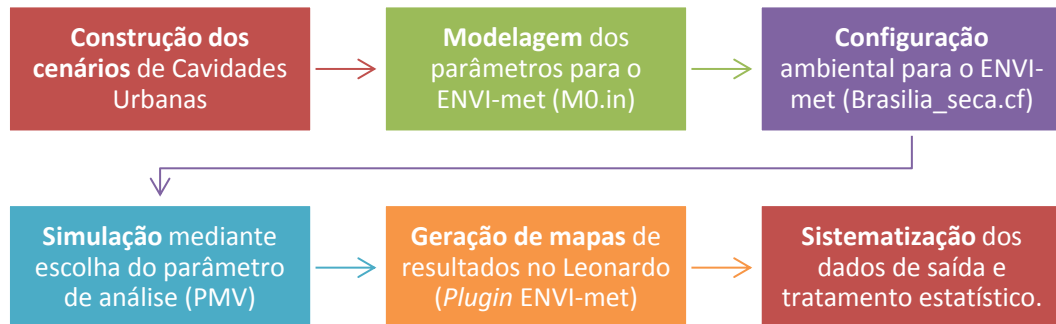 Construção dos
cenários de Cavidades
Urbanas
Modelagem dos
parâmetros para o
ENVI-met (M0.in)
Configuração
ambiental para o ENVI-
met (Brasilia_seca.cf)
Simulação mediante
escolha do parâmetro
de análise (PMV)
Geração de mapas de
resultados no Leonardo
(Plugin ENVI-met)
Sistematização dos
dados de saída e
tratamento estatístico.